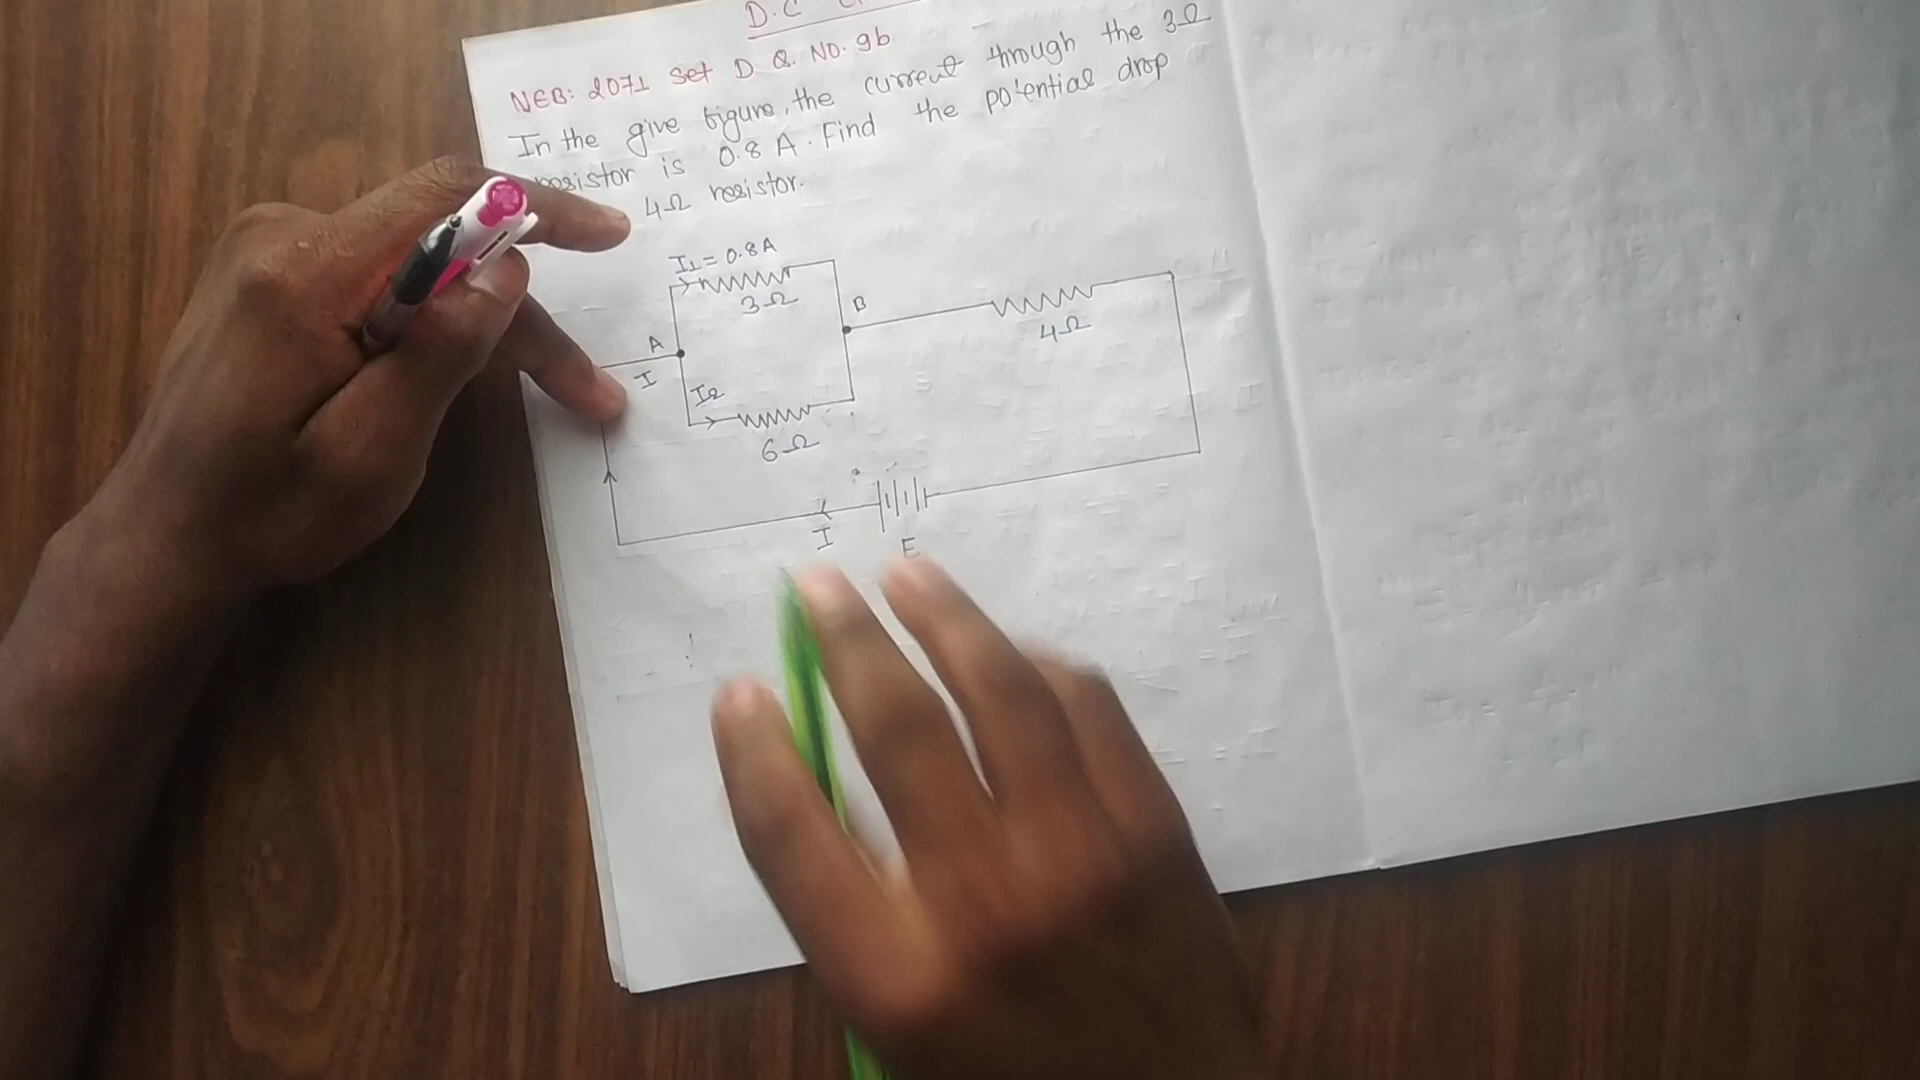 D.C
NEB: 2071 Set D Q. NO. 9b
In the give figure, the current through the 3Ω
resistor is 0.8 A. Find the potential drop
4Ω resistor.
I1 = 0.8 A
3Ω
B
4Ω
A
I
I2
6Ω
I
E